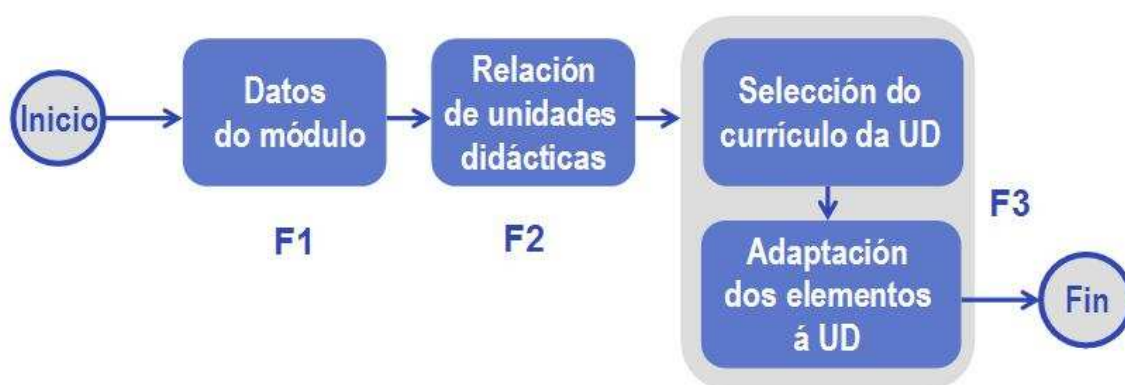 Inicio
Datos
do módulo
F1
Relación
de unidades
didácticas
F2
Selección do
currículo da UD
Adaptación
dos elementos
á UD
F3
Fin